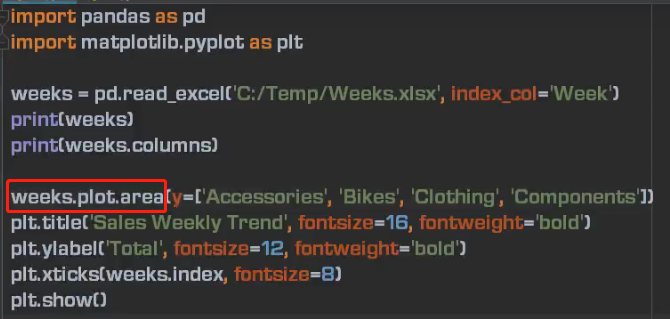 import pandas as pd
import matplotlib.pyplot as plt
weeks = pd.read_excel('C:/Temp/Weeks.xlsx', index_col='Week')
print(weeks)
print(weeks.columns)
weeks.plot.area(y=['Accessories', 'Bikes', 'Clothing', 'Components'])
plt.title('Sales Weekly Trend', fontsize=16, fontweight='bold')
plt.ylabel('Total', fontsize=12, fontweight='bold')
plt.xticks(weeks.index, fontsize=8)
plt.show()